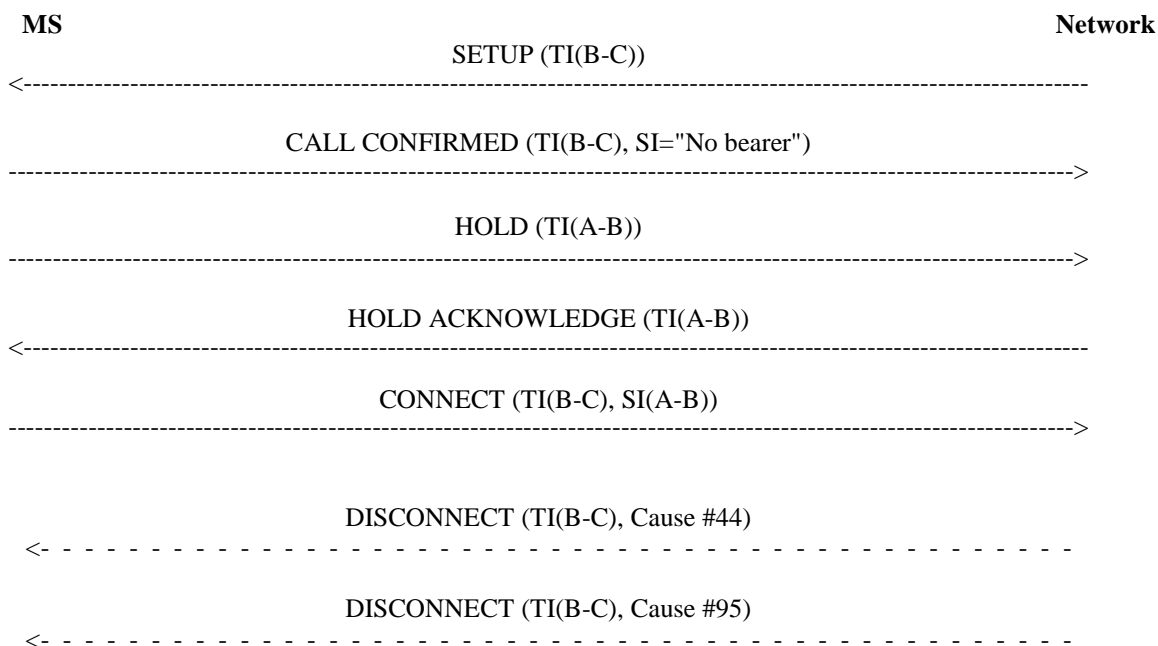 MS Network
SETUP (TI(B-C))
<------------------------------------------------------------------------------------------------------------------------
CALL CONFIRMED (TI(B-C), SI="No bearer")
------------------------------------------------------------------------------------------------------------------------>
HOLD (TI(A-B))
------------------------------------------------------------------------------------------------------------------------>
HOLD ACKNOWLEDGE (TI(A-B))
<------------------------------------------------------------------------------------------------------------------------
CONNECT (TI(B-C), SI(A-B))
------------------------------------------------------------------------------------------------------------------------>
DISCONNECT (TI(B-C), Cause #44)
<- - - - - - - - - - - - - - - - - - - - - - - - - - - - - - - - - - - - - - - - - - - - - - - -
DISCONNECT (TI(B-C), Cause #95)
<- - - - - - - - - - - - - - - - - - - - - - - - - - - - - - - - - - - - - - - - - - - - - - - -